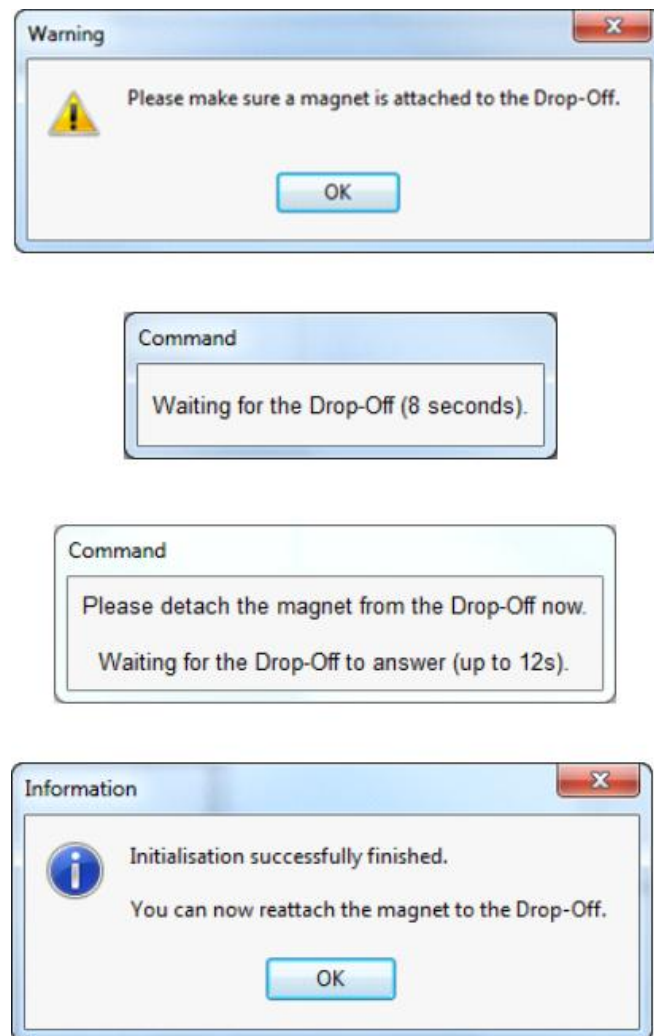 Warning
Please make sure a magnet is attached to the Drop-Off.
OK
Command
Waiting for the Drop-Off (8 seconds).
Command
Please detach the magnet from the Drop-Off now.
Waiting for the Drop-Off to answer (up to 12s).
Information
Initialisation successfully finished.
You can now reattach the magnet to the Drop-Off.
OK